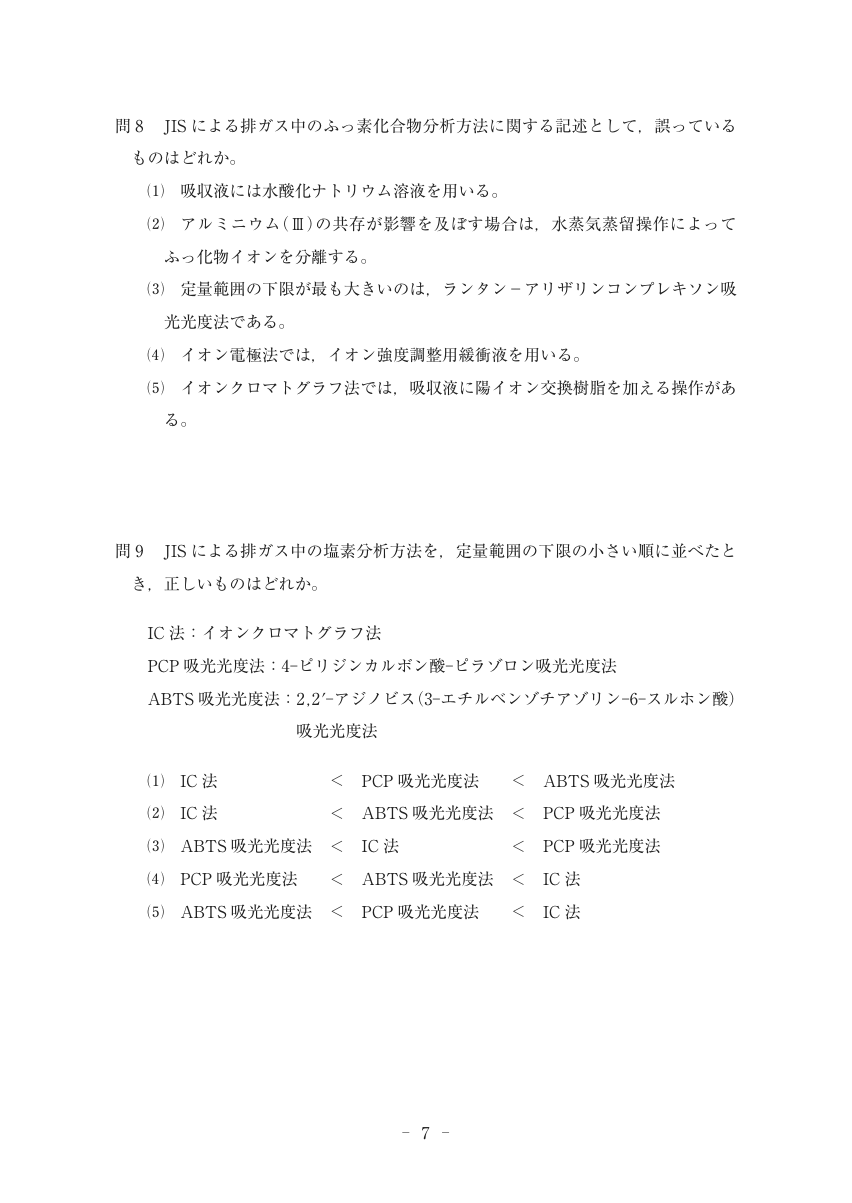 問８　JIS による排ガス中のふっ素化合物分析方法に関する記述として，誤っている
ものはどれか。
⑴　吸収液には水酸化ナトリウム溶液を用いる。
⑵　アルミニウム(Ⅲ)の共存が影響を及ぼす場合は，水蒸気蒸留操作によって
ふっ化物イオンを分離する。
⑶　定量範囲の下限が最も大きいのは，ランタン－アリザリンコンプレキソン吸
光光度法である。
⑷　イオン電極法では，イオン強度調整用緩衝液を用いる。
⑸　イオンクロマトグラフ法では，吸収液に陽イオン交換樹脂を加える操作があ
る。
問９　JIS による排ガス中の塩素分析方法を，定量範囲の下限の小さい順に並べたと
き，正しいものはどれか。
IC 法：イオンクロマトグラフ法
PCP 吸光光度法：4-ピリジンカルボン酸-ピラゾロン吸光光度法
ABTS 吸光光度法：2,2′-アジノビス(3-エチルベンゾチアゾリン-6-スルホン酸)
吸光光度法
⑴　IC 法　＜　PCP 吸光光度法　＜　ABTS 吸光光度法
⑵　IC 法　＜　ABTS 吸光光度法　＜　PCP 吸光光度法
⑶　ABTS 吸光光度法　＜　IC 法　＜　PCP 吸光光度法
⑷　PCP 吸光光度法　＜　ABTS 吸光光度法　＜　IC 法
⑸　ABTS 吸光光度法　＜　PCP 吸光光度法　＜　IC 法
- 7 -